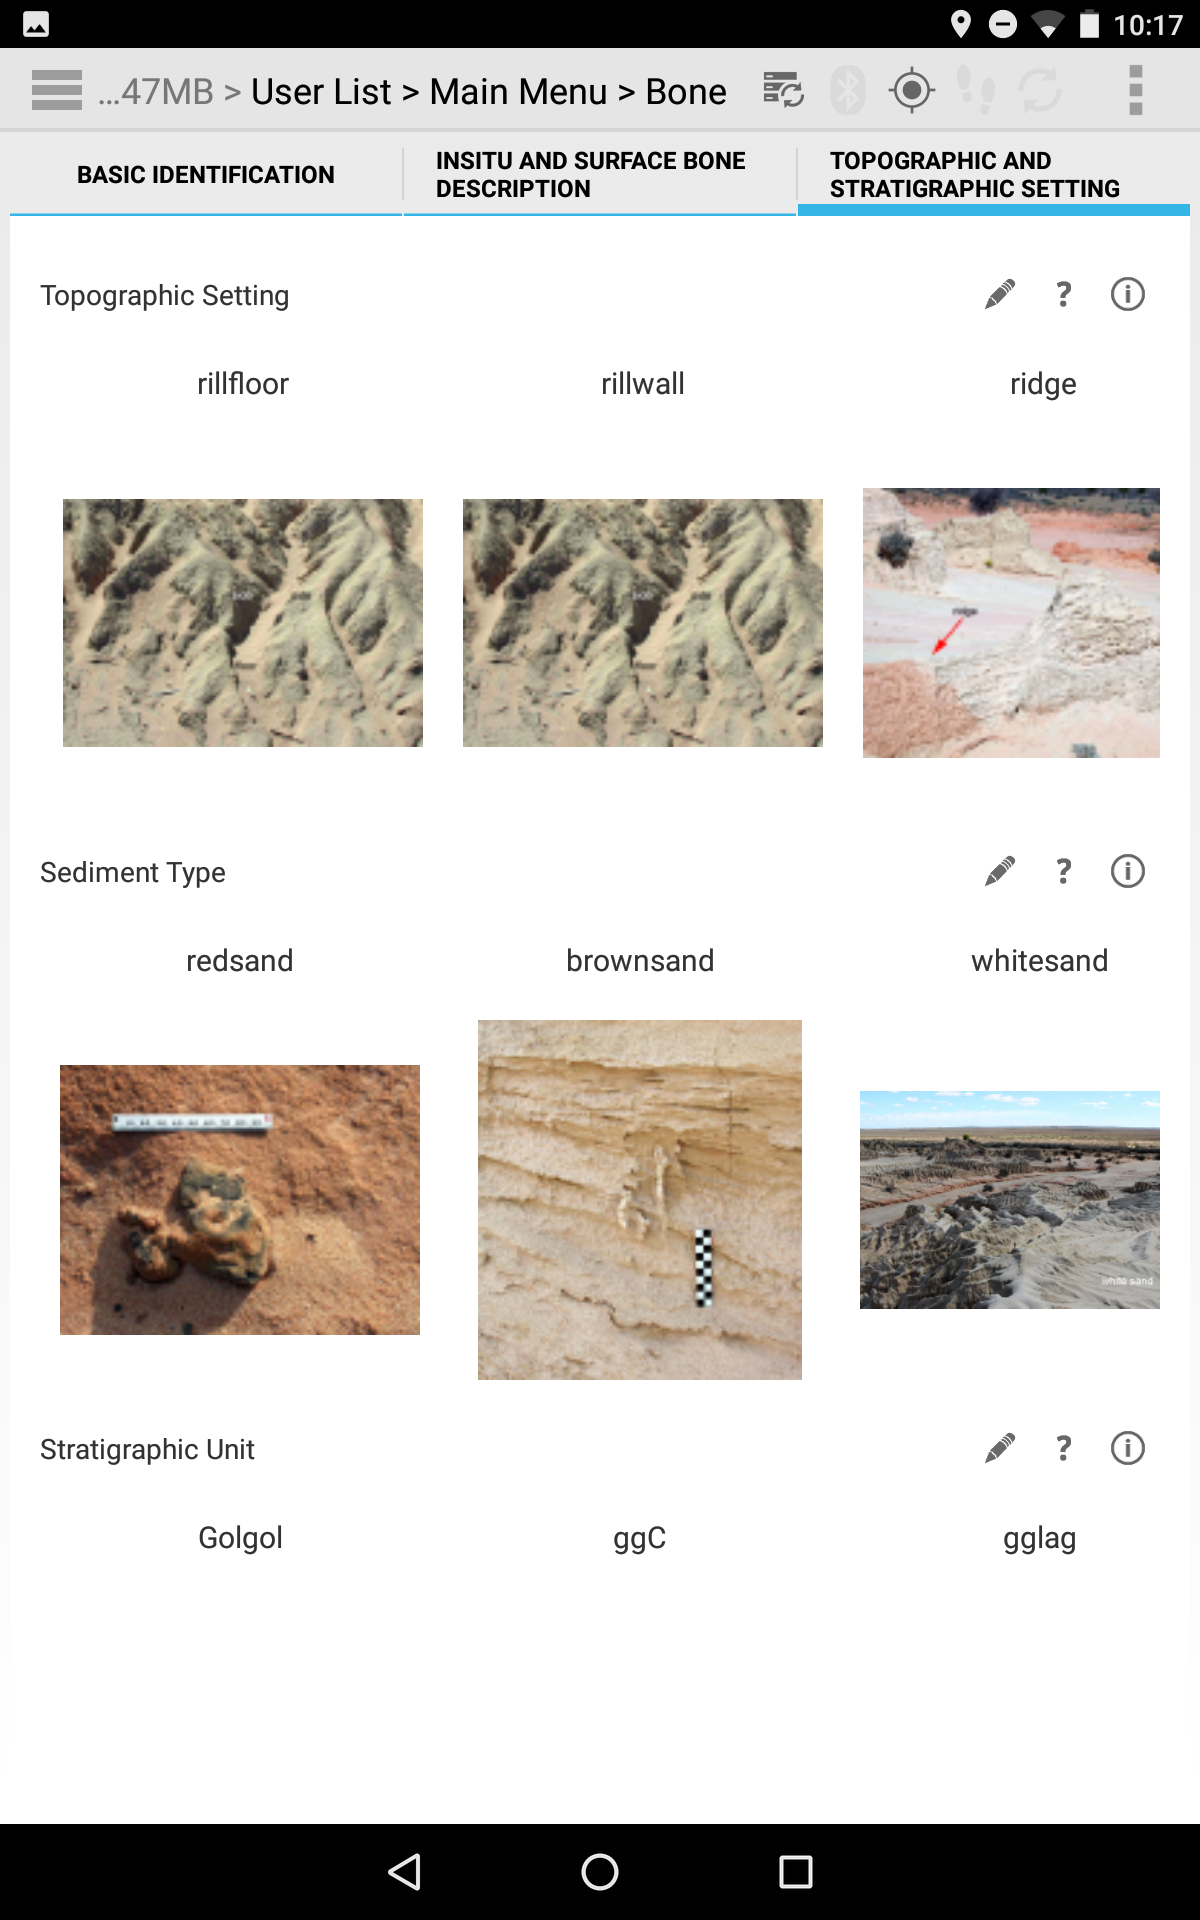 10:17
...47MB > User List > Main Menu > Bone
BASIC IDENTIFICATION
INSITU AND SURFACE BONE
DESCRIPTION
TOPOGRAPHIC AND
STRATIGRAPHIC SETTING
Topographic Setting
?
rillfloor
rillwall
ridge
ridge
Sediment Type
?
redsand
brownsand
whitesand
white sand
Stratigraphic Unit
?
Golgol
ggC
gglag